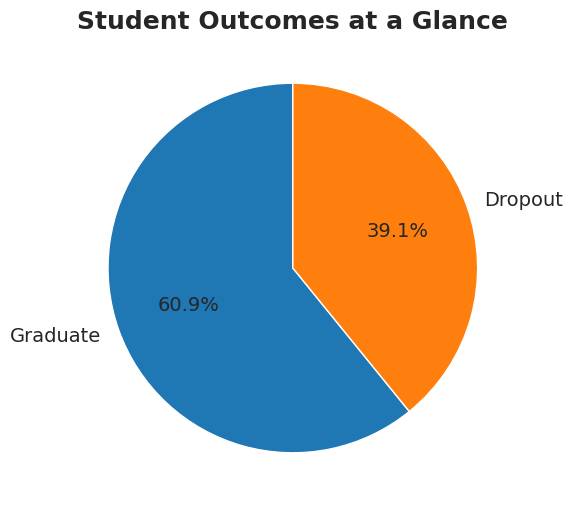 Student Outcomes at a Glance
Dropout
39.1%
60.9%
Graduate